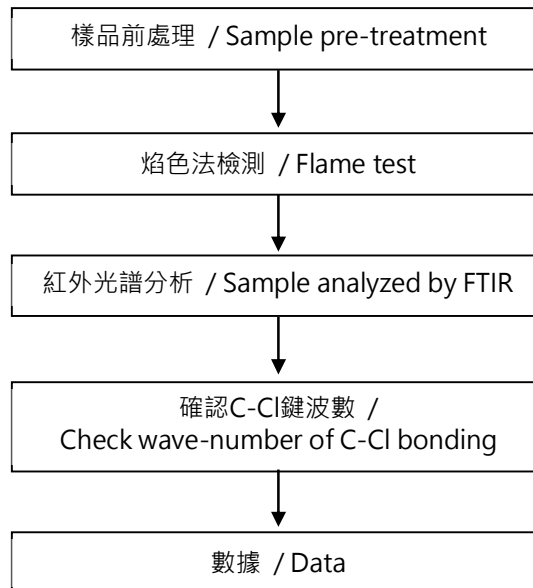 樣品前處理 / Sample pre-treatment
焰色法檢測 / Flame test
紅外光譜分析 / Sample analyzed by FTIR
確認C-Cl鍵波數 /
Check wave-number of C-Cl bonding
數據 / Data